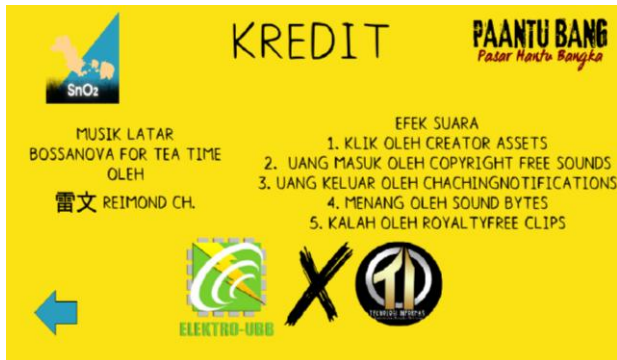 SnO2
KREDIT
PAANTU BANG
Pasar Hantu Bangka
MUSIK LATAR
BOSSANOVA FOR TEA TIME
OLEH
雷文 REIMOND CH.
EFEK SUARA
1. KLIK OLEH CREATOR ASSETS
2. UANG MASUK OLEH COPYRIGHT FREE SOUNDS
3. UANG KELUAR OLEH CHACHINGNOTIFICATIONS
4. MENANG OLEH SOUND BYTES
5. KALAH OLEH ROYALTYFREE CLIPS
ELEKTRO-UBB
X
TI